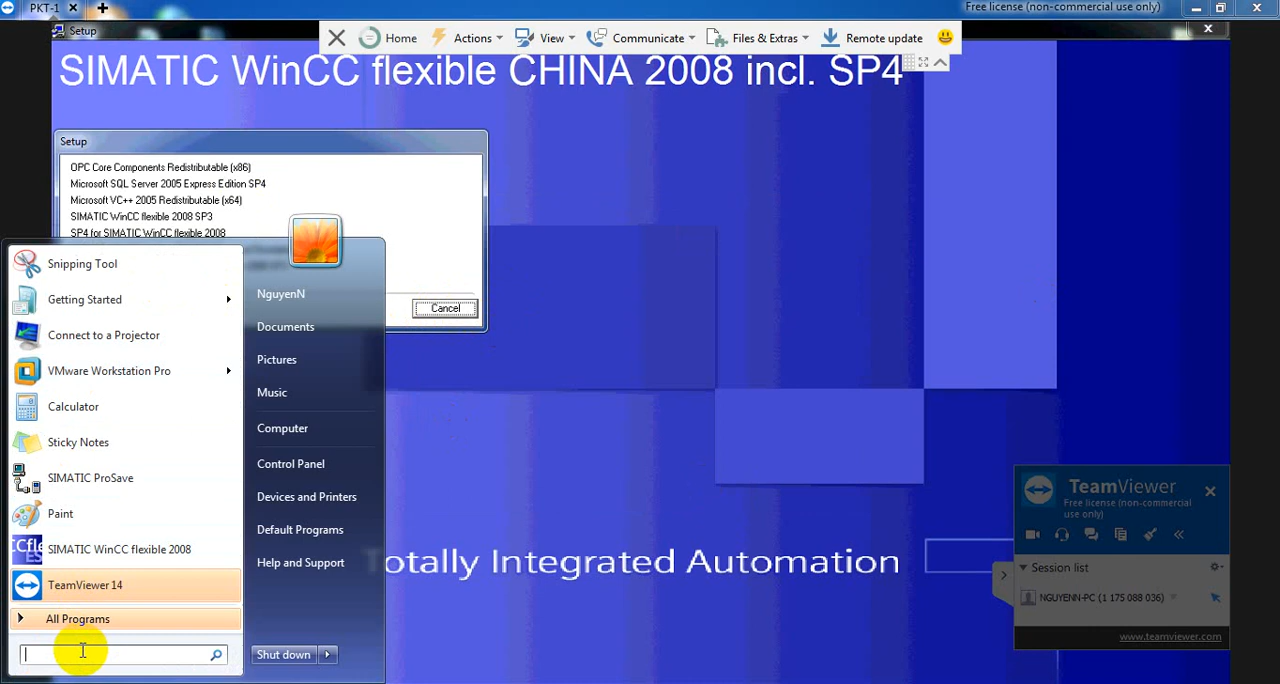 PKT-1
Free license (non-commercial use only)
Setup
Home
Actions
View
Communicate
Files & Extras
Remote update
SIMATIC WinCC flexible CHINA 2008 incl. SP4
Setup
OPC Core Components Redistributable (x86)
Microsoft SQL Server 2005 Express Edition SP4
Microsoft VC++ 2005 Redistributable (x64)
SIMATIC WinCC flexible 2008 SP3
SP4 for SIMATIC WinCC flexible 2008
Cancel
Snipping Tool
Getting Started
Connect to a Projector
VMware Workstation Pro
Calculator
Sticky Notes
SIMATIC ProSave
Paint
SIMATIC WinCC flexible 2008
TeamViewer 14
All Programs
NguyenN
Documents
Pictures
Music
Computer
Control Panel
Devices and Printers
Default Programs
Help and Support
Shut down
Totally Integrated Automation
TeamViewer
Free license (non-commercial
use only)
Session list
NGUYENN-PC (1 175 088 036)
www.teamviewer.com